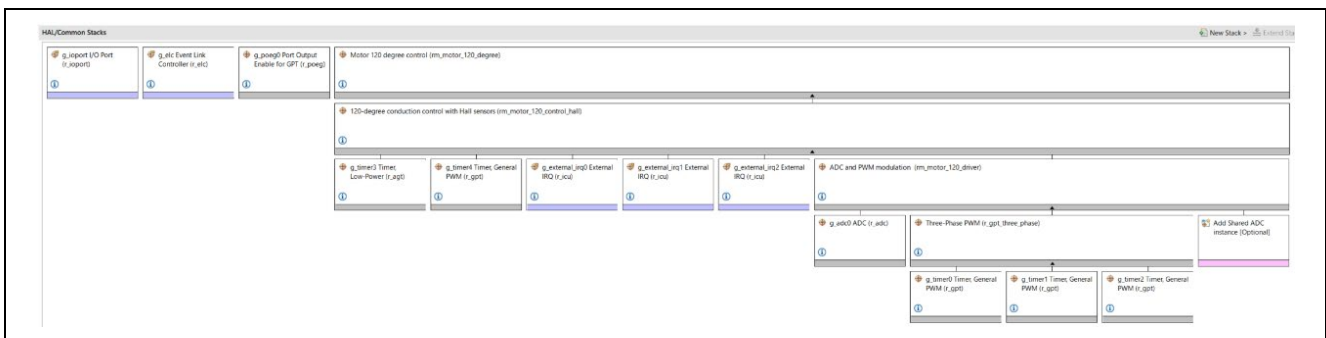 HAL/Common Stacks
New Stack > Extend Sta
g_ioport I/O Port
(r_ioport)
g_elc Event Link
Controller (r_elc)
g_poeg0 Port Output
Enable for GPT (r_poeg)
Motor 120 degree control (rm_motor_120_degree)
120-degree conduction control with Hall sensors (rm_motor_120_control_hall)
g_timer3 Timer,
Low-Power (r_agt)
g_timer4 Timer, General
PWM (r_gpt)
g_external_irq0 External
IRQ (r_icu)
g_external_irq1 External
IRQ (r_icu)
g_external_irq2 External
IRQ (r_icu)
ADC and PWM modulation (rm_motor_120_driver)
g_adc0 ADC (r_adc)
Three-Phase PWM (r_gpt_three_phase)
Add Shared ADC
instance [Optional]
g_timer0 Timer, General
PWM (r_gpt)
g_timer1 Timer, General
PWM (r_gpt)
g_timer2 Timer, General
PWM (r_gpt)